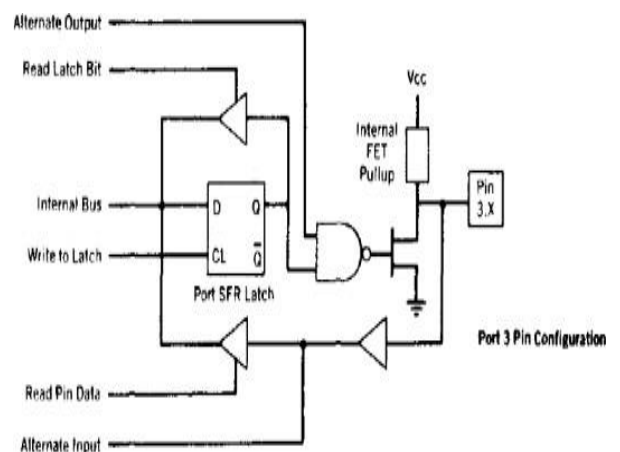 Alternate Output
Read Latch Bit
Vcc
Internal
FET
Pullup
Pin
3.X
Internal Bus
D
Q
Write to Latch
CL
Q̅
Port SFR Latch
Port 3 Pin Configuration
Read Pin Data
Alternate Input